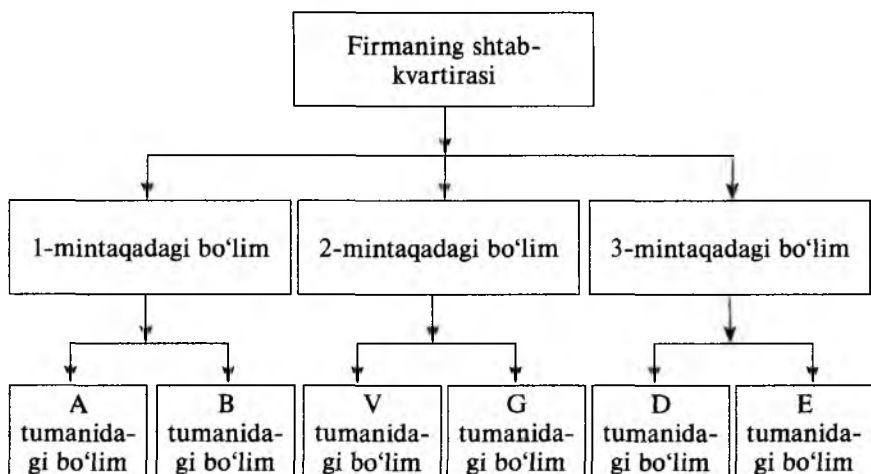 Firmaning shtab-
kvartirasi
1-mintaqadagi bo‘lim
2-mintaqadagi bo‘lim
3-mintaqadagi bo‘lim
A
tumanida-
gi bo‘lim
B
tumanida-
gi bo‘lim
V
tumanida-
gi bo‘lim
G
tumanida-
gi bo‘lim
D
tumanida-
gi bo‘lim
E
tumanida-
gi bo‘lim